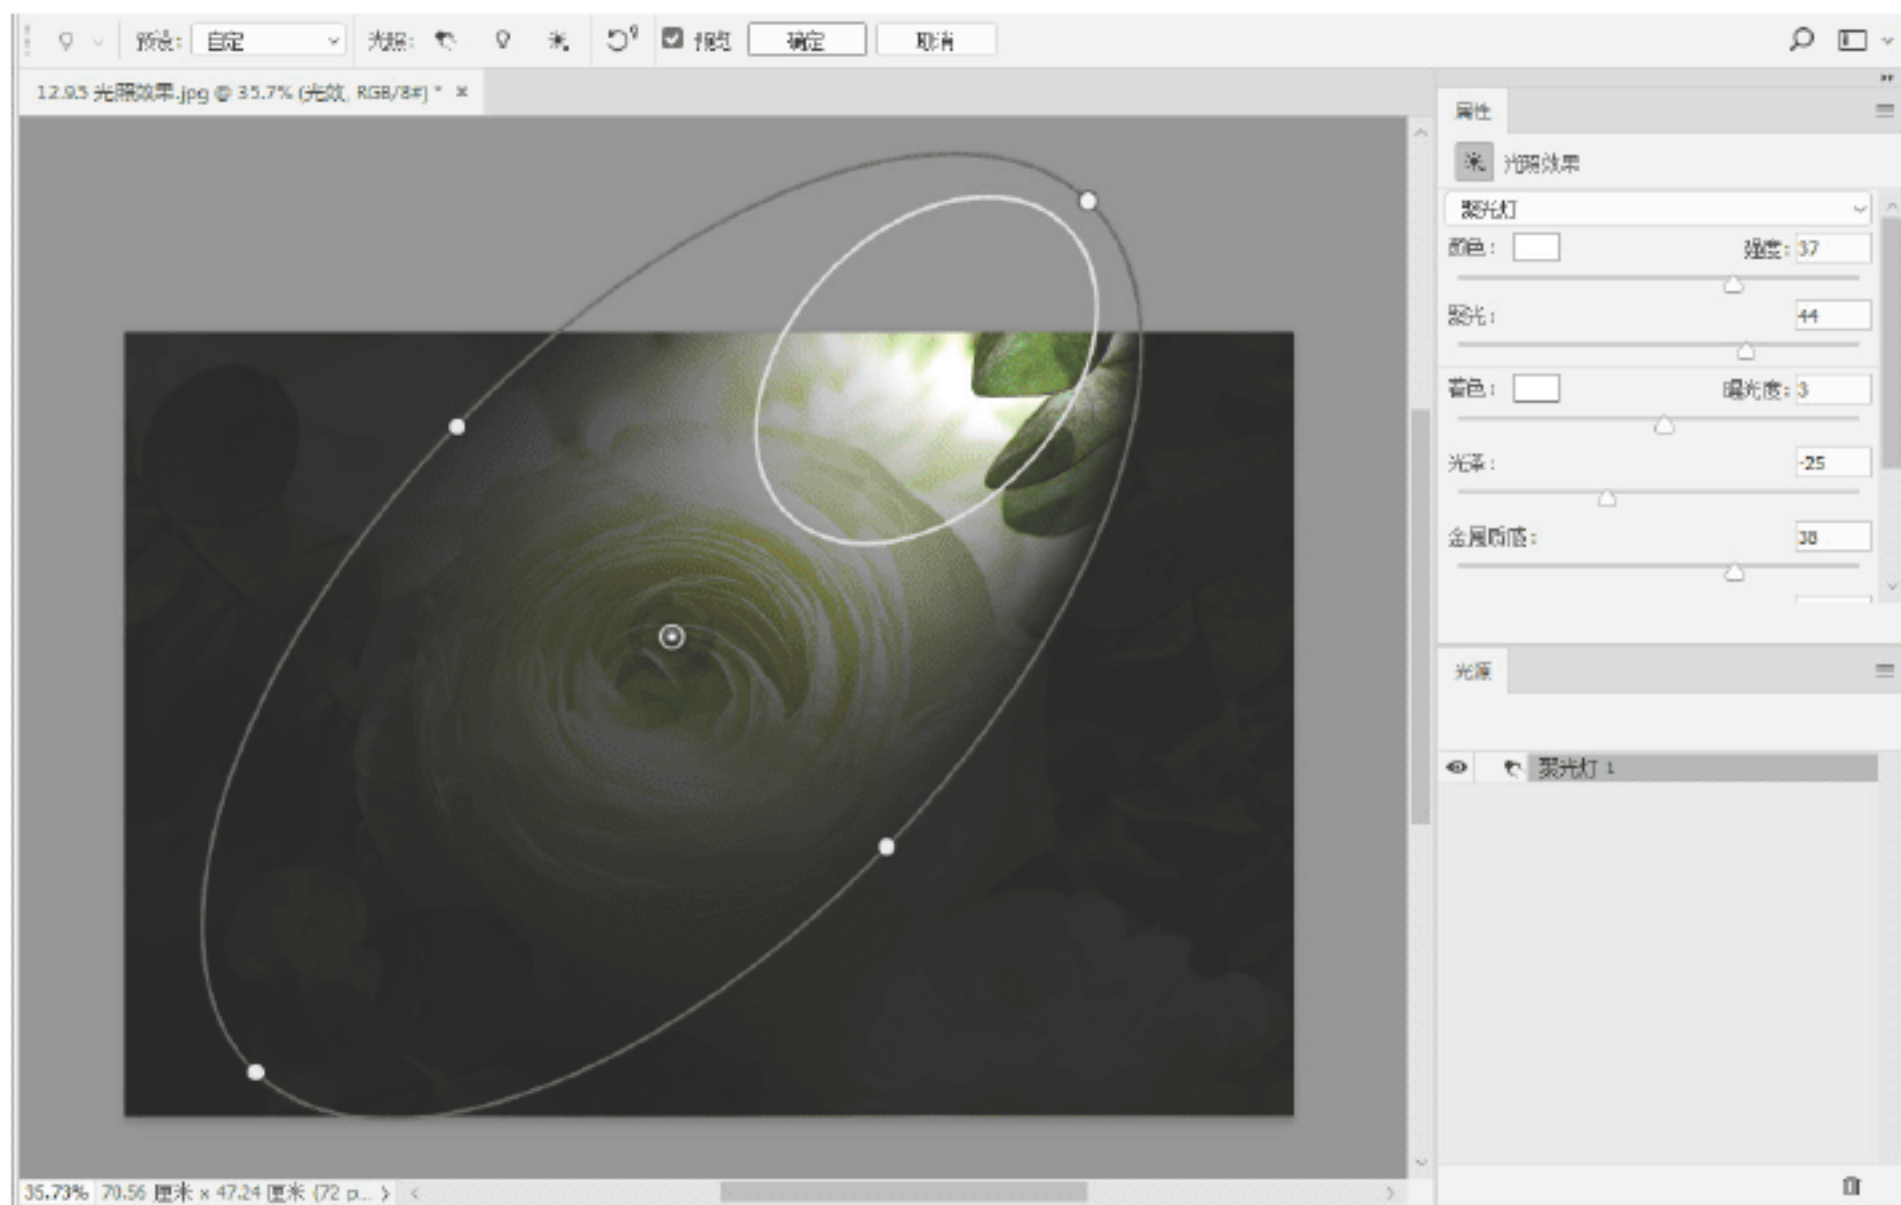 预设: 自定 光照: 预览 确定 取消
12.9.5 光照效果.jpg @ 35.7% (光效, RGB/8#) * ×
属性
光照效果
聚光灯
颜色: 强度: 37
聚光: 44
着色: 曝光度: 3
光泽: -25
金属质感: 38
光源
聚光灯 1
35.73% 70.56 厘米 x 47.24 厘米 (72 p...